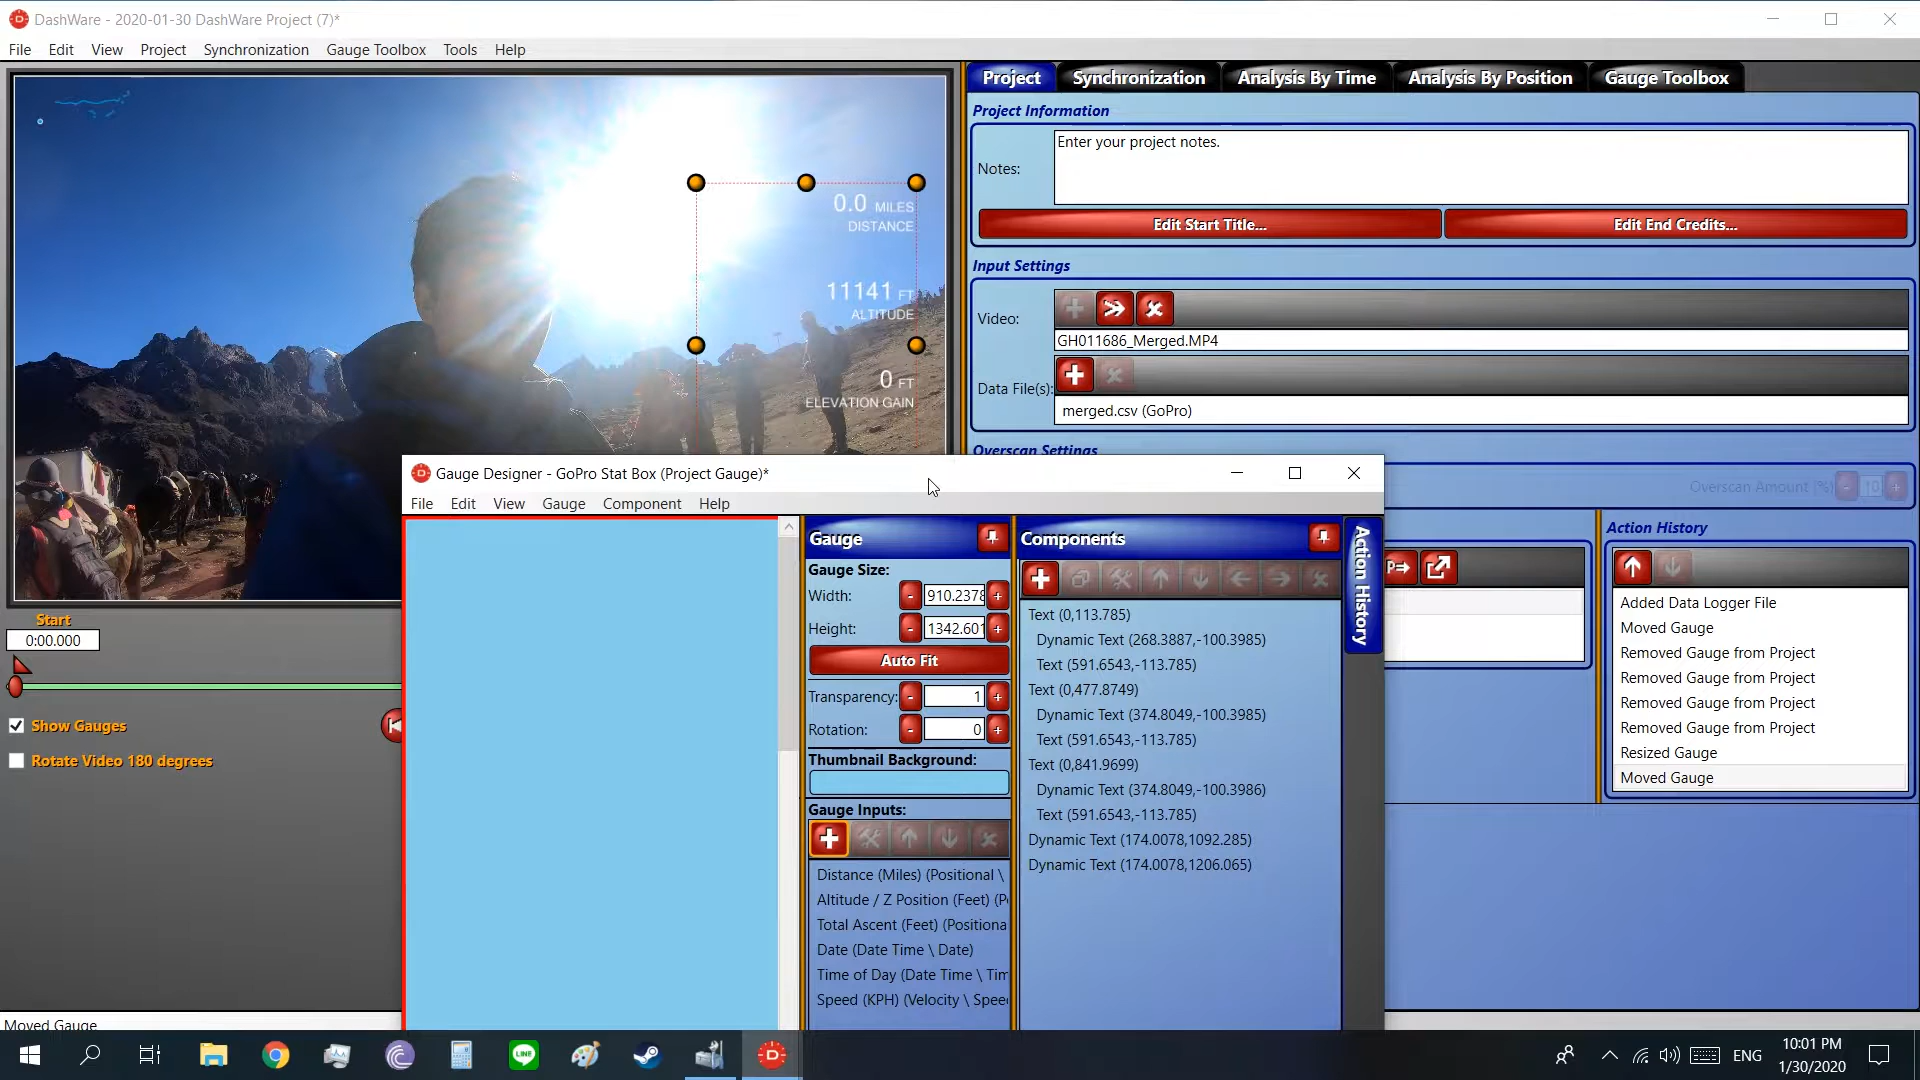 DashWare - 2020-01-30 DashWare Project (7)*
File Edit View Project Synchronization Gauge Toolbox Tools Help
Project Synchronization Analysis By Time Analysis By Position Gauge Toolbox
Project Information
Notes:
Enter your project notes.
Edit Start Title... Edit End Credits...
Input Settings
Video:
GH011686_Merged.MP4
Data File(s):
merged.csv (GoPro)
Overscan Settings
Overscan Amount (%) - 10 +
0.0 MILES
DISTANCE
11141 FT
ALTITUDE
0 FT
ELEVATION GAIN
Start
0:00.000
Show Gauges
Rotate Video 180 degrees
Moved Gauge
Gauge Designer - GoPro Stat Box (Project Gauge)*
File Edit View Gauge Component Help
Gauge
Gauge Size:
Width: - 910.2378 +
Height: - 1342.601 +
Auto Fit
Transparency: - 1 +
Rotation: - 0 +
Thumbnail Background:
Gauge Inputs:
Distance (Miles) (Positional \
Altitude / Z Position (Feet) (P
Total Ascent (Feet) (Positiona
Date (Date Time \ Date)
Time of Day (Date Time \ Tim
Speed (KPH) (Velocity \ Spee
Components
Text (0,113.785)
Dynamic Text (268.3887,-100.3985)
Text (591.6543,-113.785)
Text (0,477.8749)
Dynamic Text (374.8049,-100.3985)
Text (591.6543,-113.785)
Text (0,841.9699)
Dynamic Text (374.8049,-100.3986)
Text (591.6543,-113.785)
Dynamic Text (174.0078,1092.285)
Dynamic Text (174.0078,1206.065)
Action History
P
Action History
Added Data Logger File
Moved Gauge
Removed Gauge from Project
Removed Gauge from Project
Removed Gauge from Project
Removed Gauge from Project
Resized Gauge
Moved Gauge
LINE
D
ENG
10:01 PM
1/30/2020